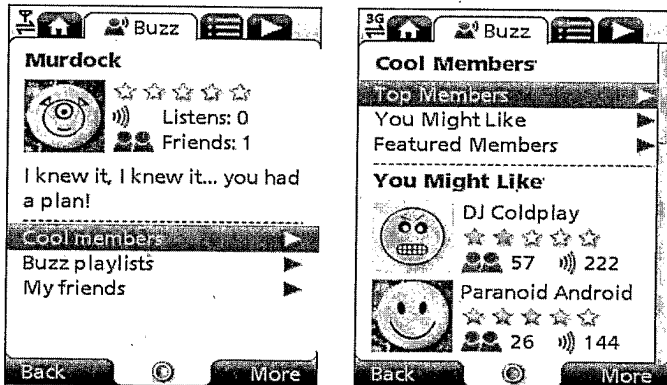 Buzz
Murdock
Listens: 0
Friends: 1
I knew it, I knew it... you had
a plan!
Cool members
Buzz playlists
My friends
Back
More
3G
Buzz
Cool Members
Top Members
You Might Like
Featured Members
You Might Like
DJ Coldplay
57 222
Paranoid Android
26 144
Back
More